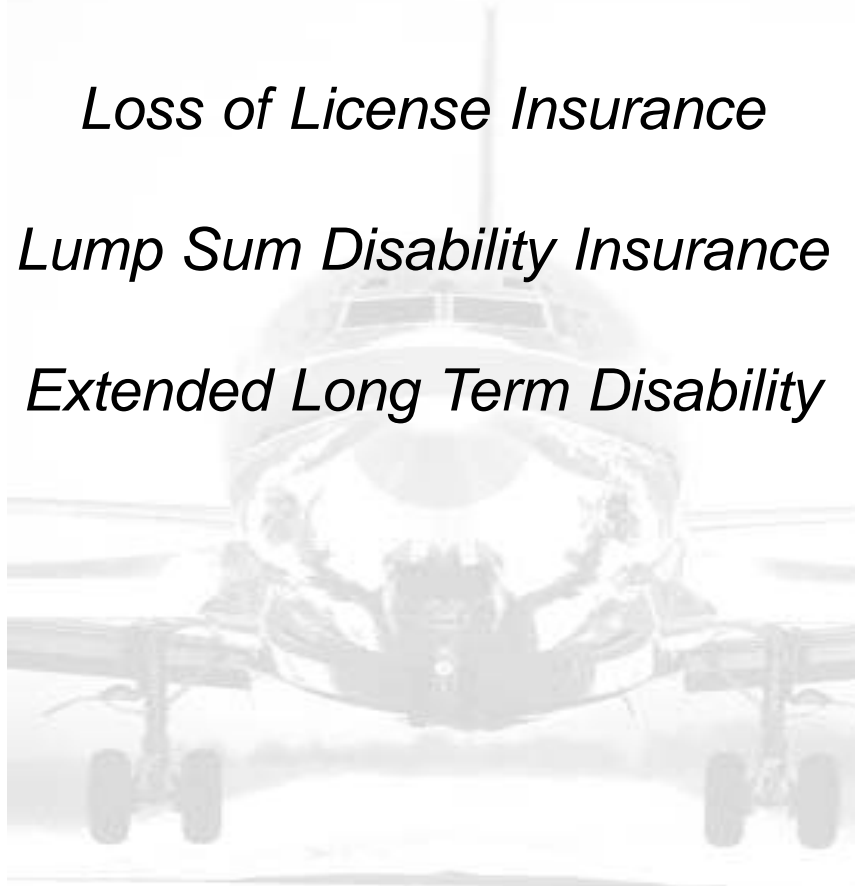 Loss of License Insurance
Lump Sum Disability Insurance
Extended Long Term Disability